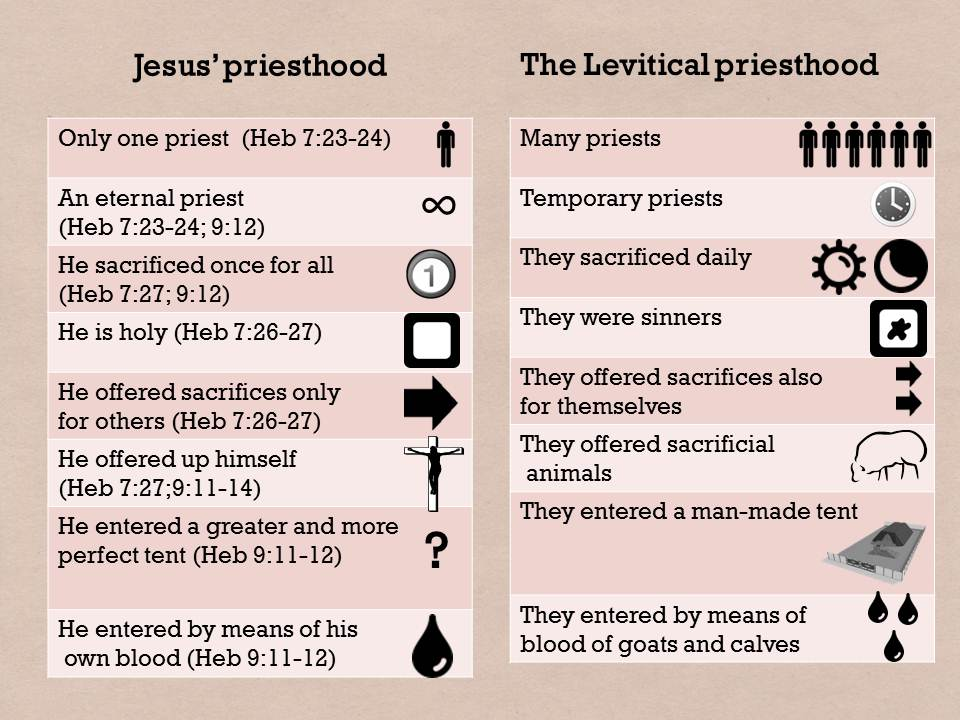 Jesus’ priesthood
Only one priest (Heb 7:23-24)
An eternal priest
(Heb 7:23-24; 9:12)
He sacrificed once for all
(Heb 7:27; 9:12)
1
He is holy (Heb 7:26-27)
He offered sacrifices only
for others (Heb 7:26-27)
He offered up himself
(Heb 7:27;9:11-14)
He entered a greater and more
perfect tent (Heb 9:11-12)
?
He entered by means of his
own blood (Heb 9:11-12)
The Levitical priesthood
Many priests
Temporary priests
They sacrificed daily
They were sinners
They offered sacrifices also
for themselves
They offered sacrificial
animals
They entered a man-made tent
They entered by means of
blood of goats and calves